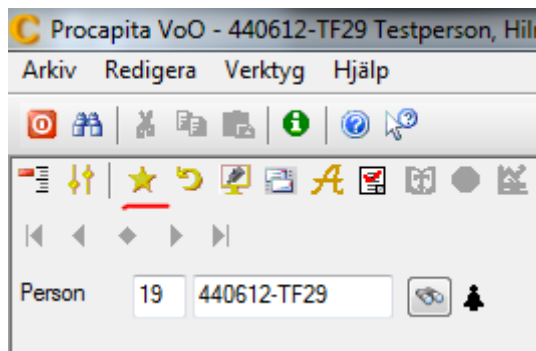 Procapita VoO - 440612-TF29 Testperson, Hil
Arkiv Redigera Verktyg Hjälp
Person 19 440612-TF29